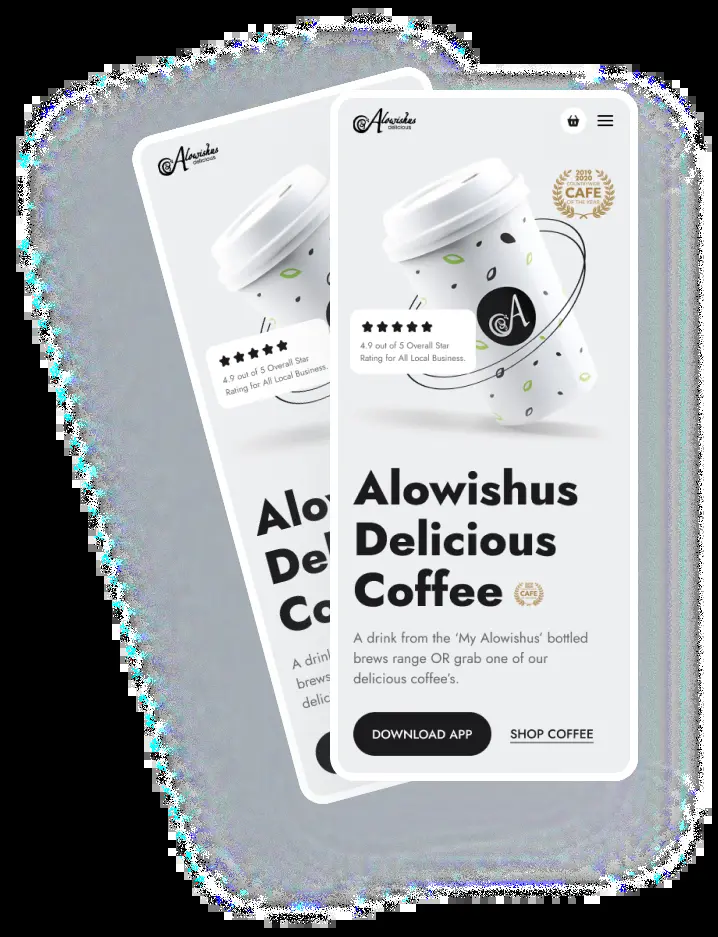 Alowishus
delicious
Alowishus
delicious
2019
2020
COUNTRYWIDE
CAFE
OF THE YEAR
A
4.9 out of 5 Overall Star
Rating for All Local Business.
4.9 out of 5 Overall Star
Rating for All Local Business.
Alo
Del
Co
A drink
brews
delic
Alowishus
Delicious
Coffee
CAFE
A drink from the ‘My Alowishus’ bottled
brews range OR grab one of our
delicious coffee’s.
DOWNLOAD APP
SHOP COFFEE